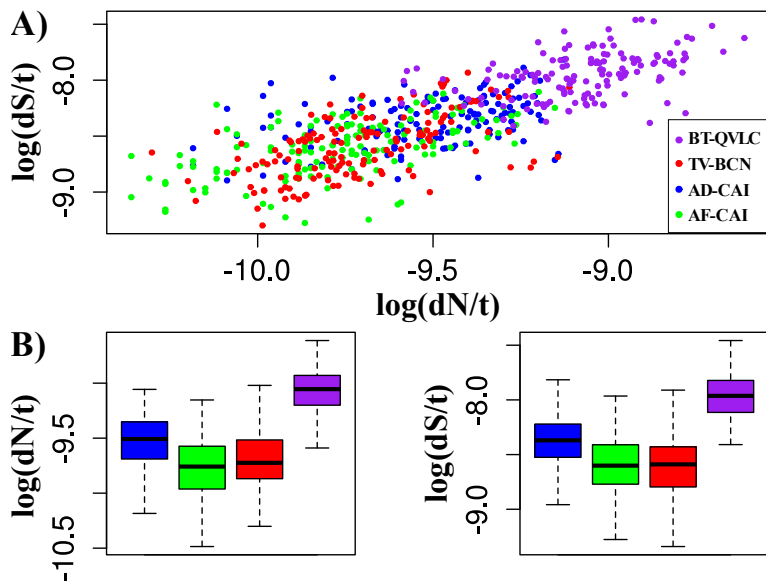 A)
log(dS/t)
-8.0
-9.0
BT-QVLC
TV-BCN
AD-CAI
AF-CAI
-10.0 -9.5 -9.0
log(dN/t)
B)
log(dN/t)
-9.5
-10.5
log(dS/t)
-8.0
-9.0